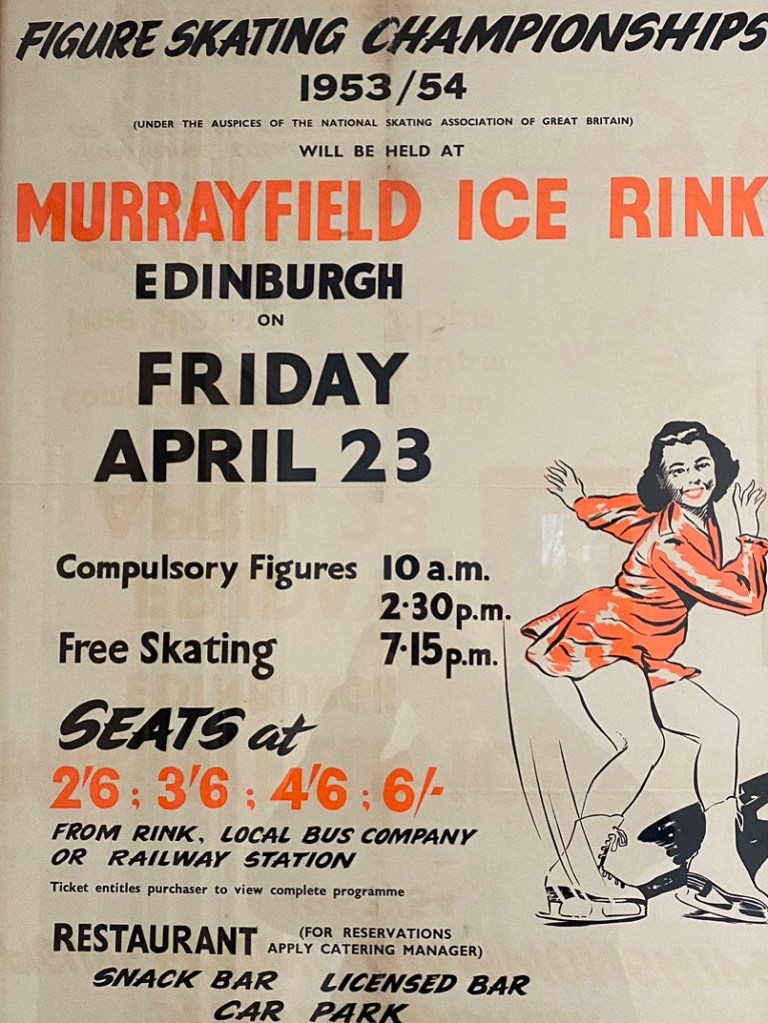 FIGURE SKATING CHAMPIONSHIPS
1953/54
(UNDER THE AUSPICES OF THE NATIONAL SKATING ASSOCIATION OF GREAT BRITAIN)
WILL BE HELD AT
MURRAYFIELD ICE RINK
EDINBURGH
ON
FRIDAY
APRIL 23
Compulsory Figures 10 a.m.
2·30 p.m.
Free Skating 7·15 p.m.
SEATS at
2'6 ; 3'6 ; 4'6 ; 6/-
FROM RINK, LOCAL BUS COMPANY
OR RAILWAY STATION
Ticket entitles purchaser to view complete programme
RESTAURANT (FOR RESERVATIONS
APPLY CATERING MANAGER)
SNACK BAR LICENSED BAR
CAR PARK